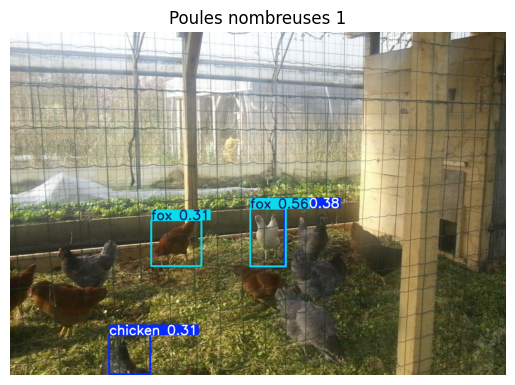 Poules nombreuses 1
fox 0.56 0.38
fox 0.31
chicken 0.31